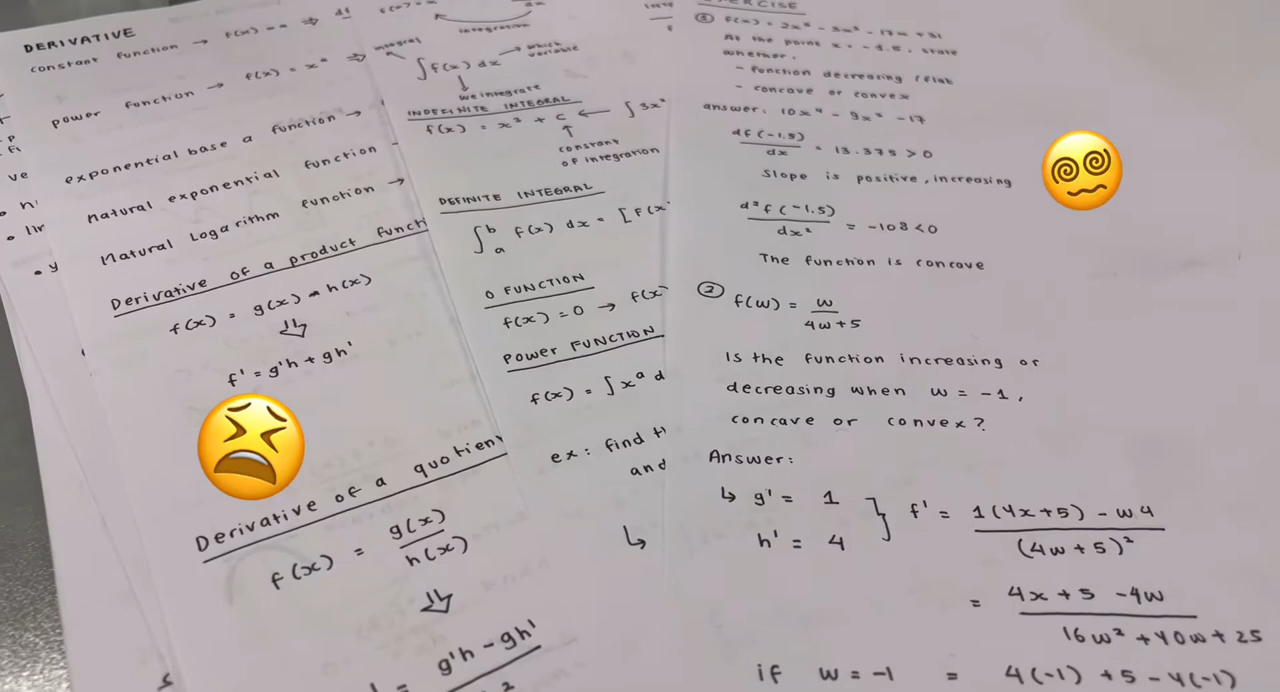 DERIVATIVE
constant function →
power function → f(x) = xᵃ ⇒
exponential base a function →
natural exponential function
Natural Logarithm function →
Derivative of a product
f(x) = g(x) * h(x)
f' = g'h + gh'
Derivative of a
f(x) = g(x)
h(x)
g'h - gh'
integration
integral
∫ f(x) dx → which
variable
we integrate
INDEFINITE INTEGRAL
f(x) = x³ + C ← ∫ 3x²
constant
of integration
DEFINITE INTEGRAL
∫ₐᵇ f(x) dx = [F(x
0 FUNCTION
f(x) = 0 → f(x)
POWER FUNCTION
f(x) = ∫ xᵃ d
ex: find
and
↳
① f(x) =
At the point x = -1.5, state
whether.
- function decreasing / flat
- concave or convex
answer: 10x⁴ - 9x² - 17
df(-1.5)
dx
= 13.375 > 0
Slope is positive, increasing
d²f(-1.5)
dx²
= -108 < 0
The function is concave
② f(w) = w
4w + 5
Is the function increasing or
decreasing when w = -1,
concave or convex?
Answer:
↳ g' = 1
h' = 4
} f' = 1(4x+5) - w4
(4w + 5)²
= 4x + 5 - 4w
16w² + 40w + 25
if w = -1 = 4(-1) + 5 - 4(-1)